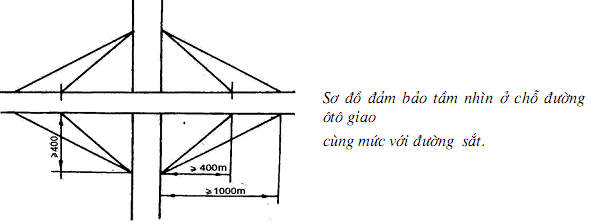 Sơ đồ đảm bảo tầm nhìn ở chỗ đường
ôtô giao
cùng mức với đường sắt.
≥400
≥ 400m
≥1000m